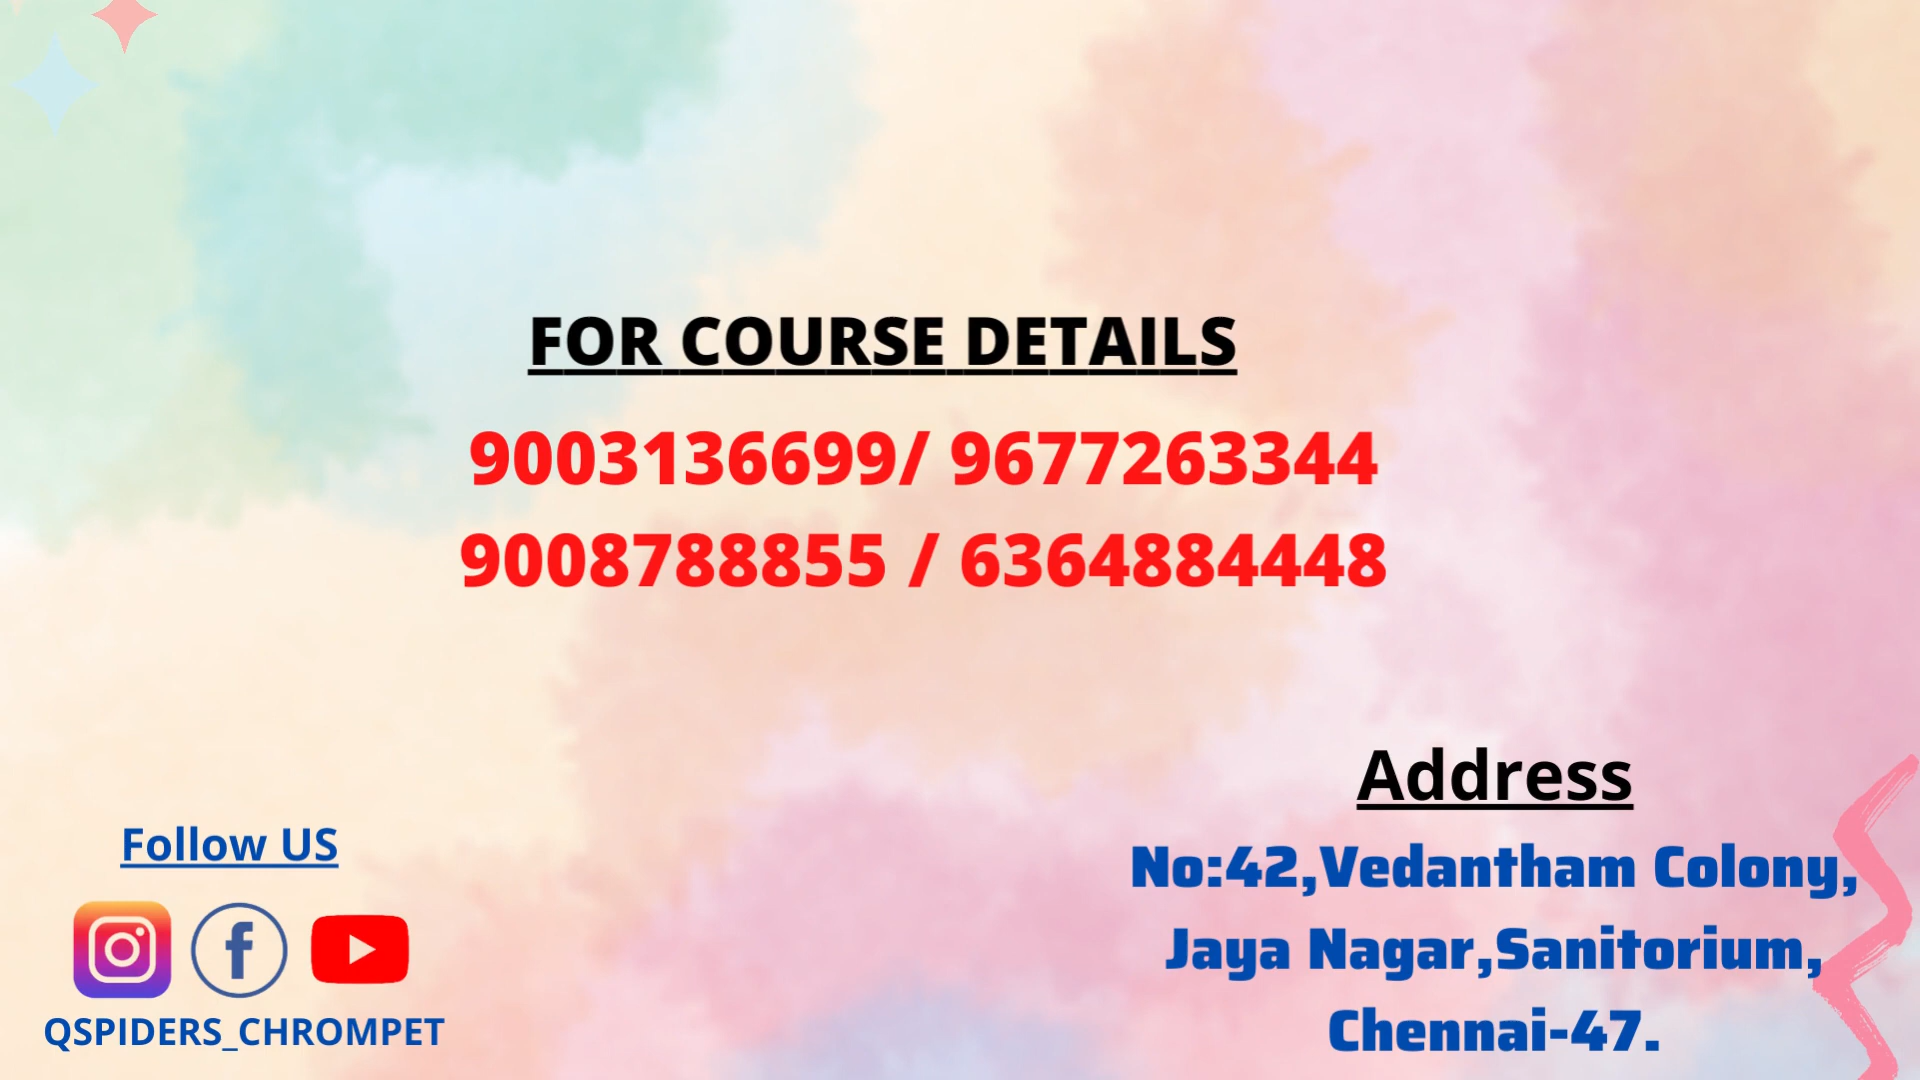 FOR COURSE DETAILS
9003136699/ 9677263344
9008788855 / 6364884448
Follow US
QSPIDERS_CHROMPET
Address
No:42,Vedantham Colony,
Jaya Nagar,Sanitorium,
Chennai-47.